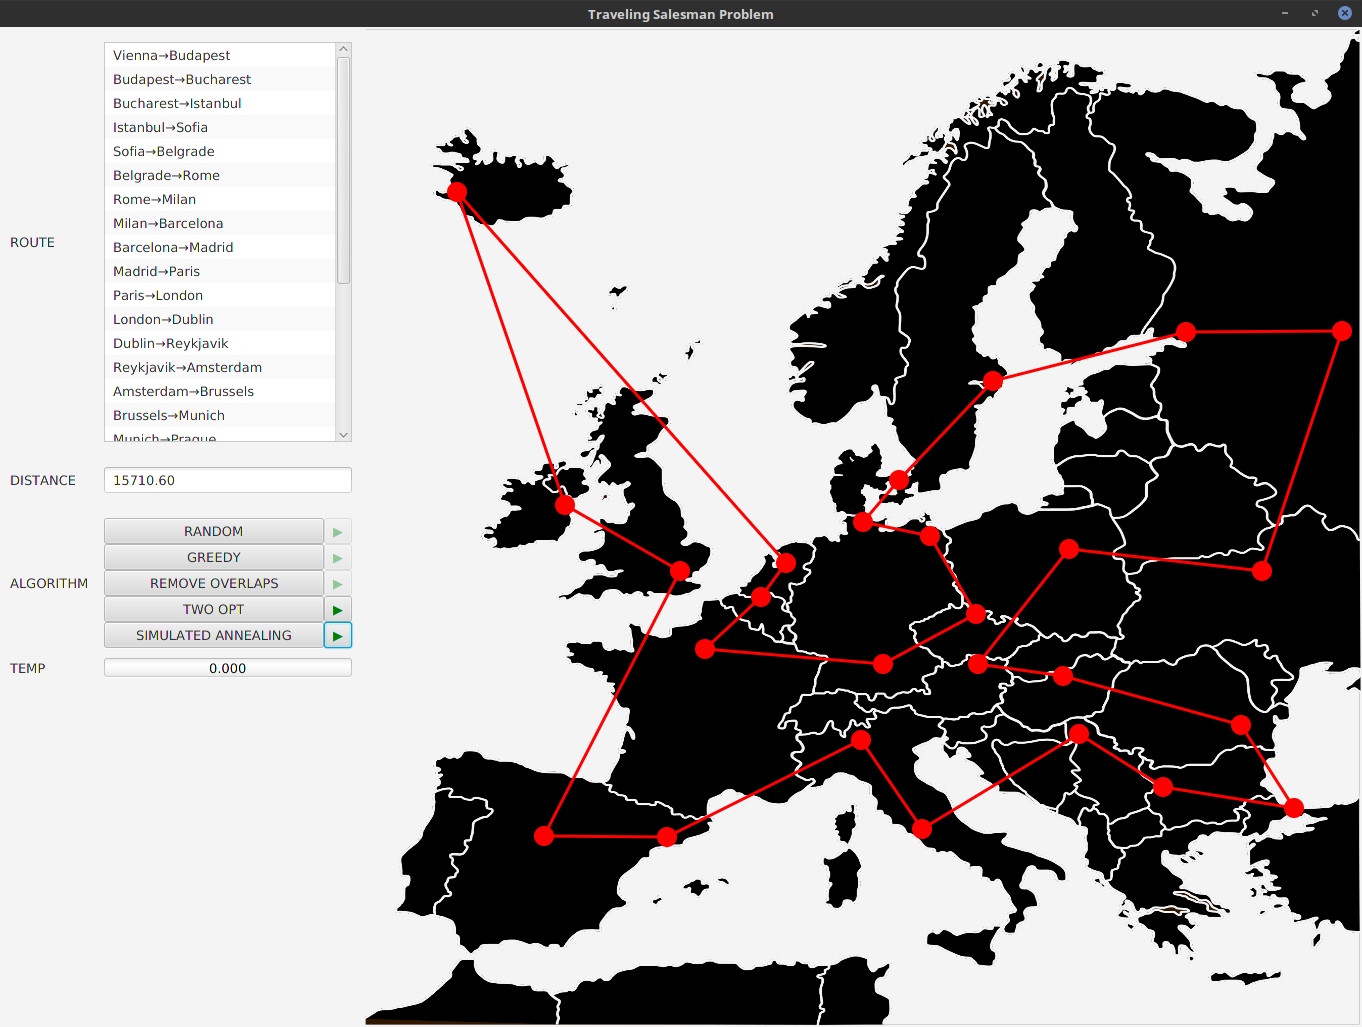 Traveling Salesman Problem
ROUTE
Vienna→Budapest
Budapest→Bucharest
Bucharest→Istanbul
Istanbul→Sofia
Sofia→Belgrade
Belgrade→Rome
Rome→Milan
Milan→Barcelona
Barcelona→Madrid
Madrid→Paris
Paris→London
London→Dublin
Dublin→Reykjavik
Reykjavik→Amsterdam
Amsterdam→Brussels
Brussels→Munich
Munich→Prague
DISTANCE
15710.60
ALGORITHM
RANDOM
GREEDY
REMOVE OVERLAPS
TWO OPT
SIMULATED ANNEALING
TEMP
0.000